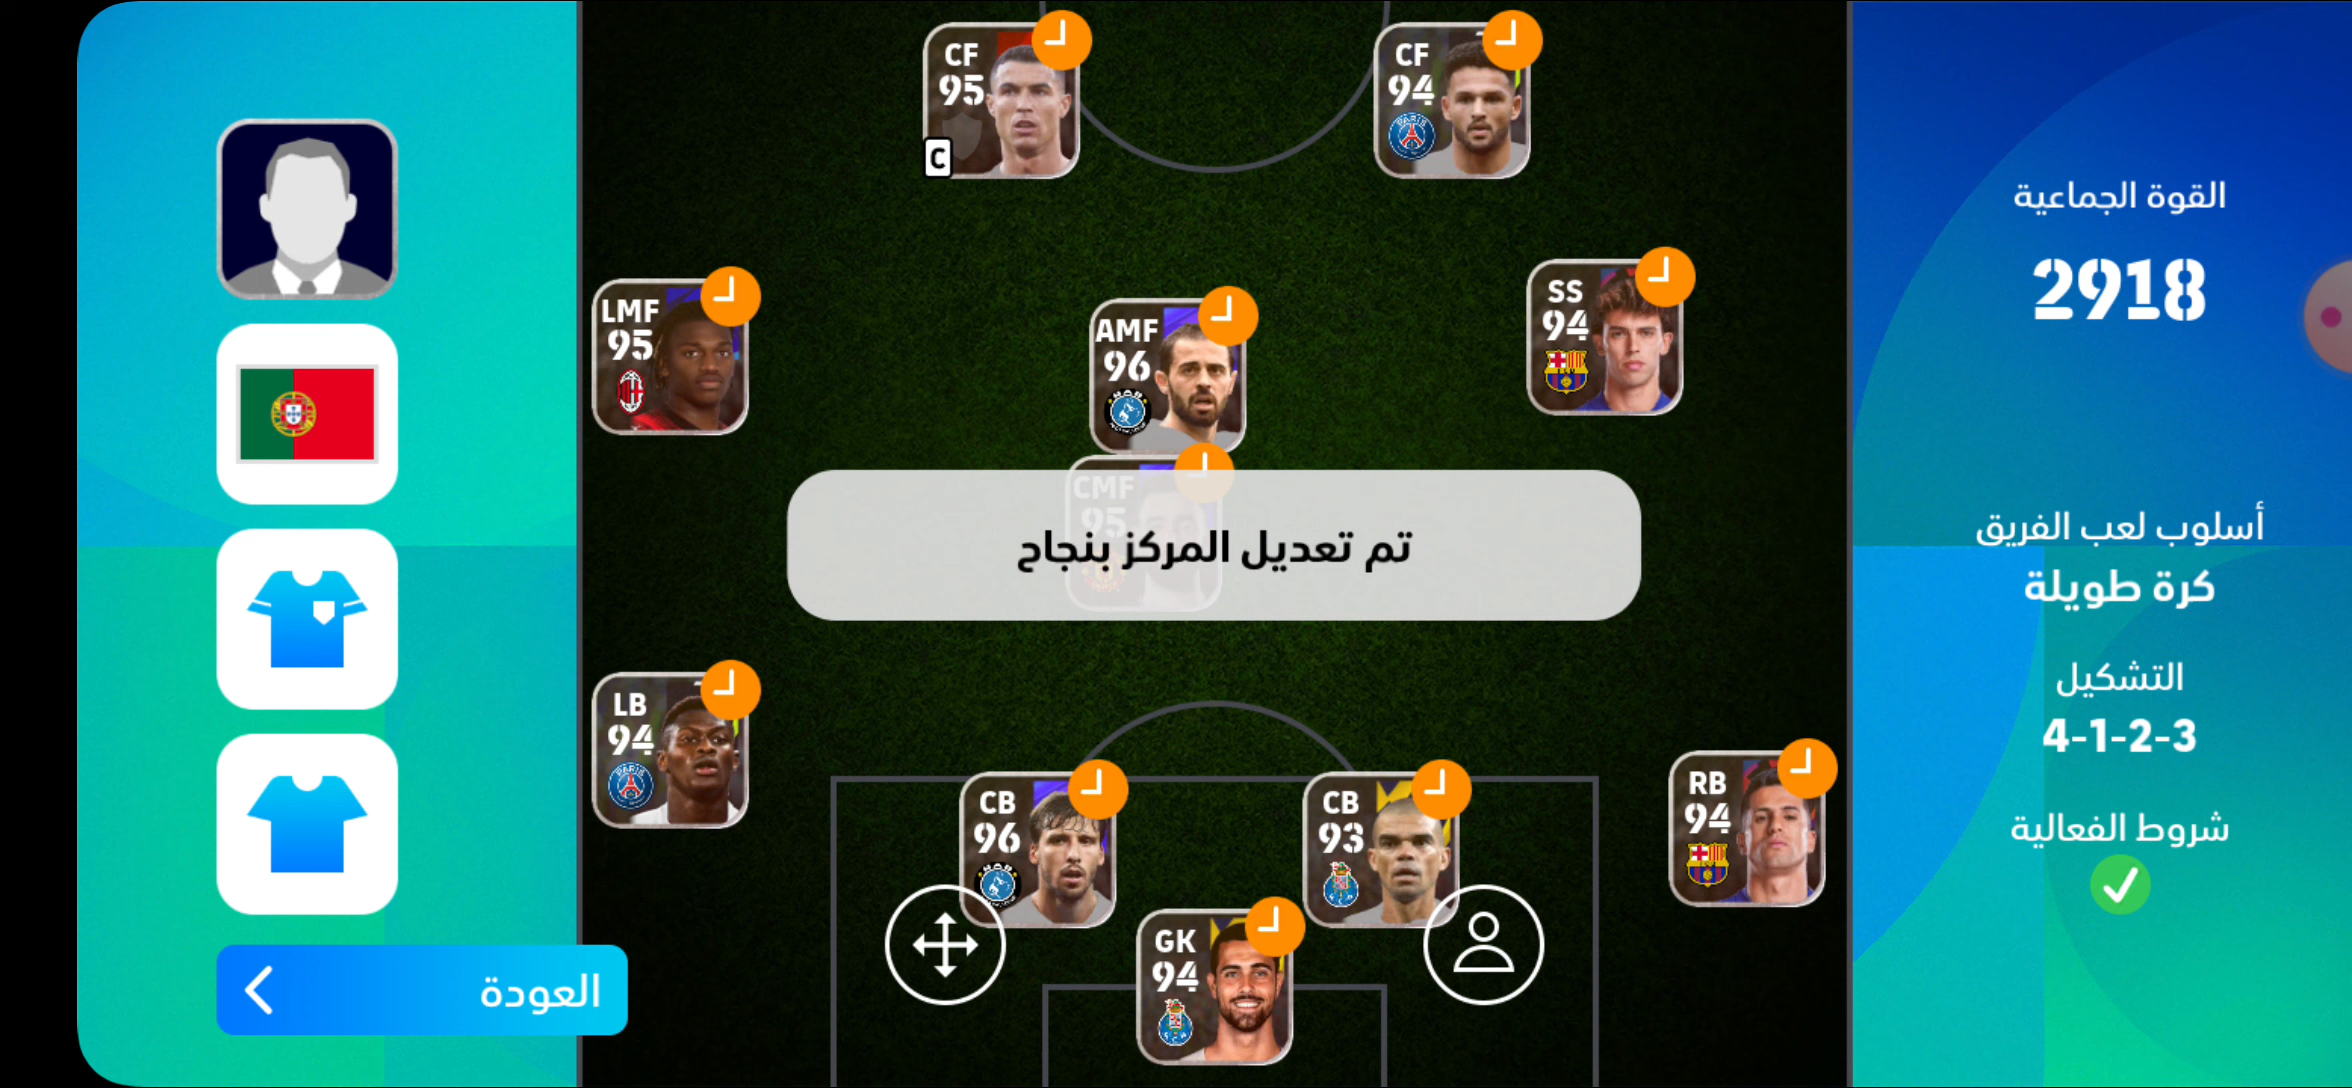 CF
95
C
CF
94
LMF
95
AMF
96
SS
94
CMF
95
تم تعديل المركز بنجاح
LB
94
CB
96
CB
93
RB
94
GK
94
العودة
القوة الجماعية
2918
أسلوب لعب الفريق
كرة طويلة
التشكيل
4-1-2-3
شروط الفعالية